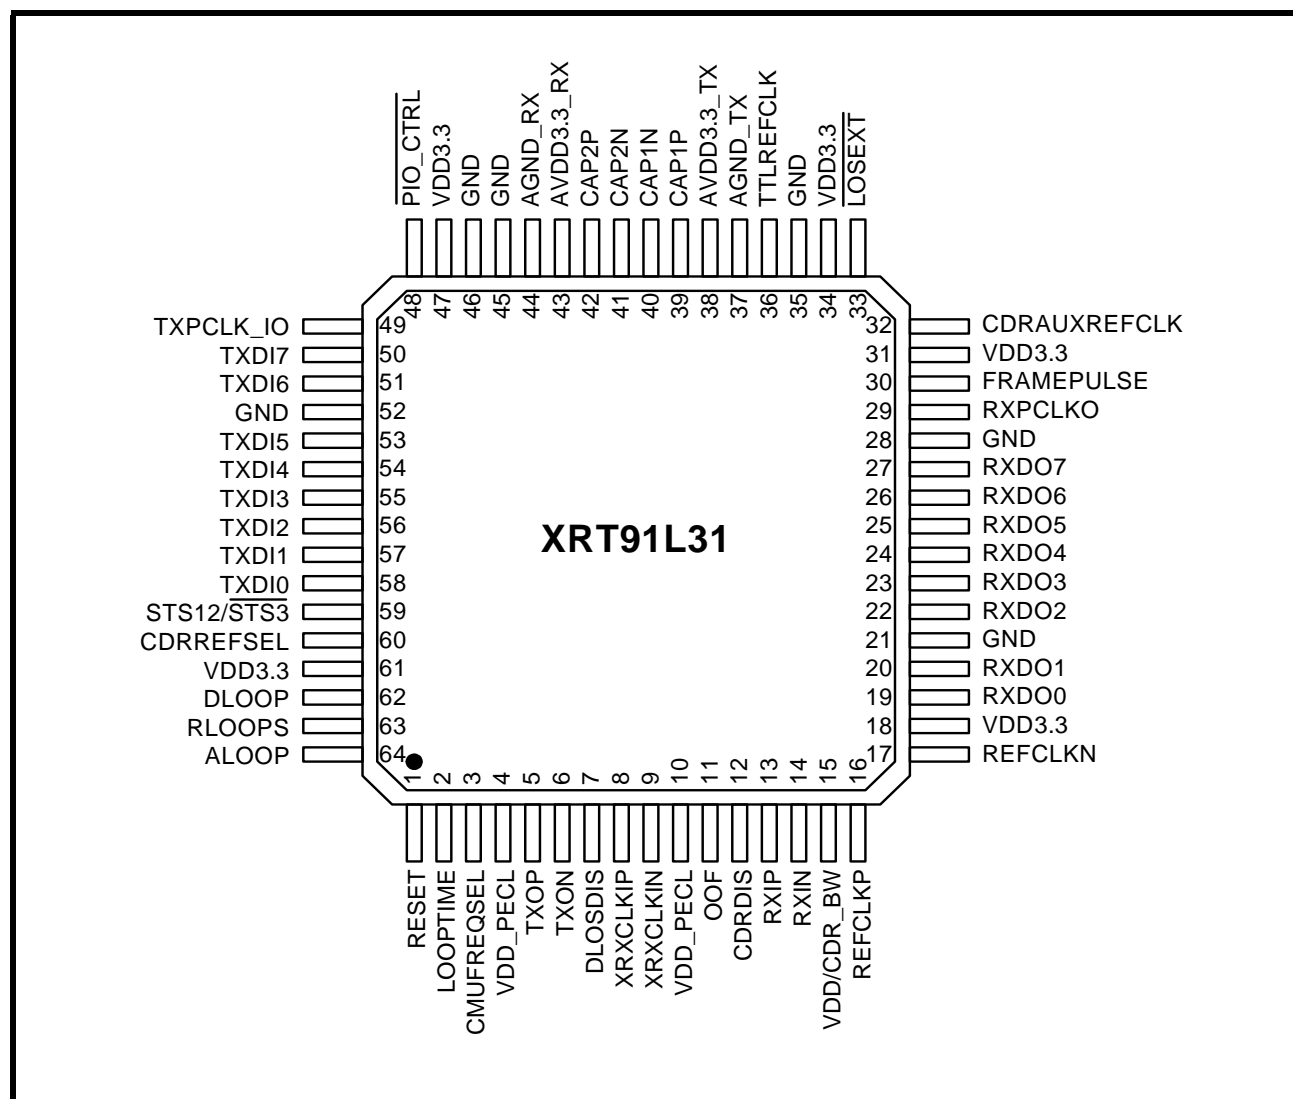 PIO_CTRL
VDD3.3
GND
GND
AGND_RX
AVDD3.3_RX
CAP2P
CAP2N
CAP1N
CAP1P
AVDD3.3_TX
AGND_TX
TTLREFCLK
GND
VDD3.3
LOSEXT
48 47 46 45 44 43 42 41 40 39 38 37 36 35 34 33
TXPCLK_IO 49
TXDI7 50
TXDI6 51
GND 52
TXDI5 53
TXDI4 54
TXDI3 55
TXDI2 56
TXDI1 57
TXDI0 58
STS12/STS3 59
CDRREFSEL 60
VDD3.3 61
DLOOP 62
RLOOPS 63
ALOOP 64
XRT91L31
32 CDRAUXREFCLK
31 VDD3.3
30 FRAMEPULSE
29 RXPCLKO
28 GND
27 RXDO7
26 RXDO6
25 RXDO5
24 RXDO4
23 RXDO3
22 RXDO2
21 GND
20 RXDO1
19 RXDO0
18 VDD3.3
17 REFCLKN
1 2 3 4 5 6 7 8 9 10 11 12 13 14 15 16
RESET
LOOPTIME
CMUFREQSEL
VDD_PECL
TXOP
TXON
DLOSDIS
XRXCLKIP
XRXCLKIN
VDD_PECL
OOF
CDRDIS
RXIP
RXIN
VDD/CDR_BW
REFCLKP